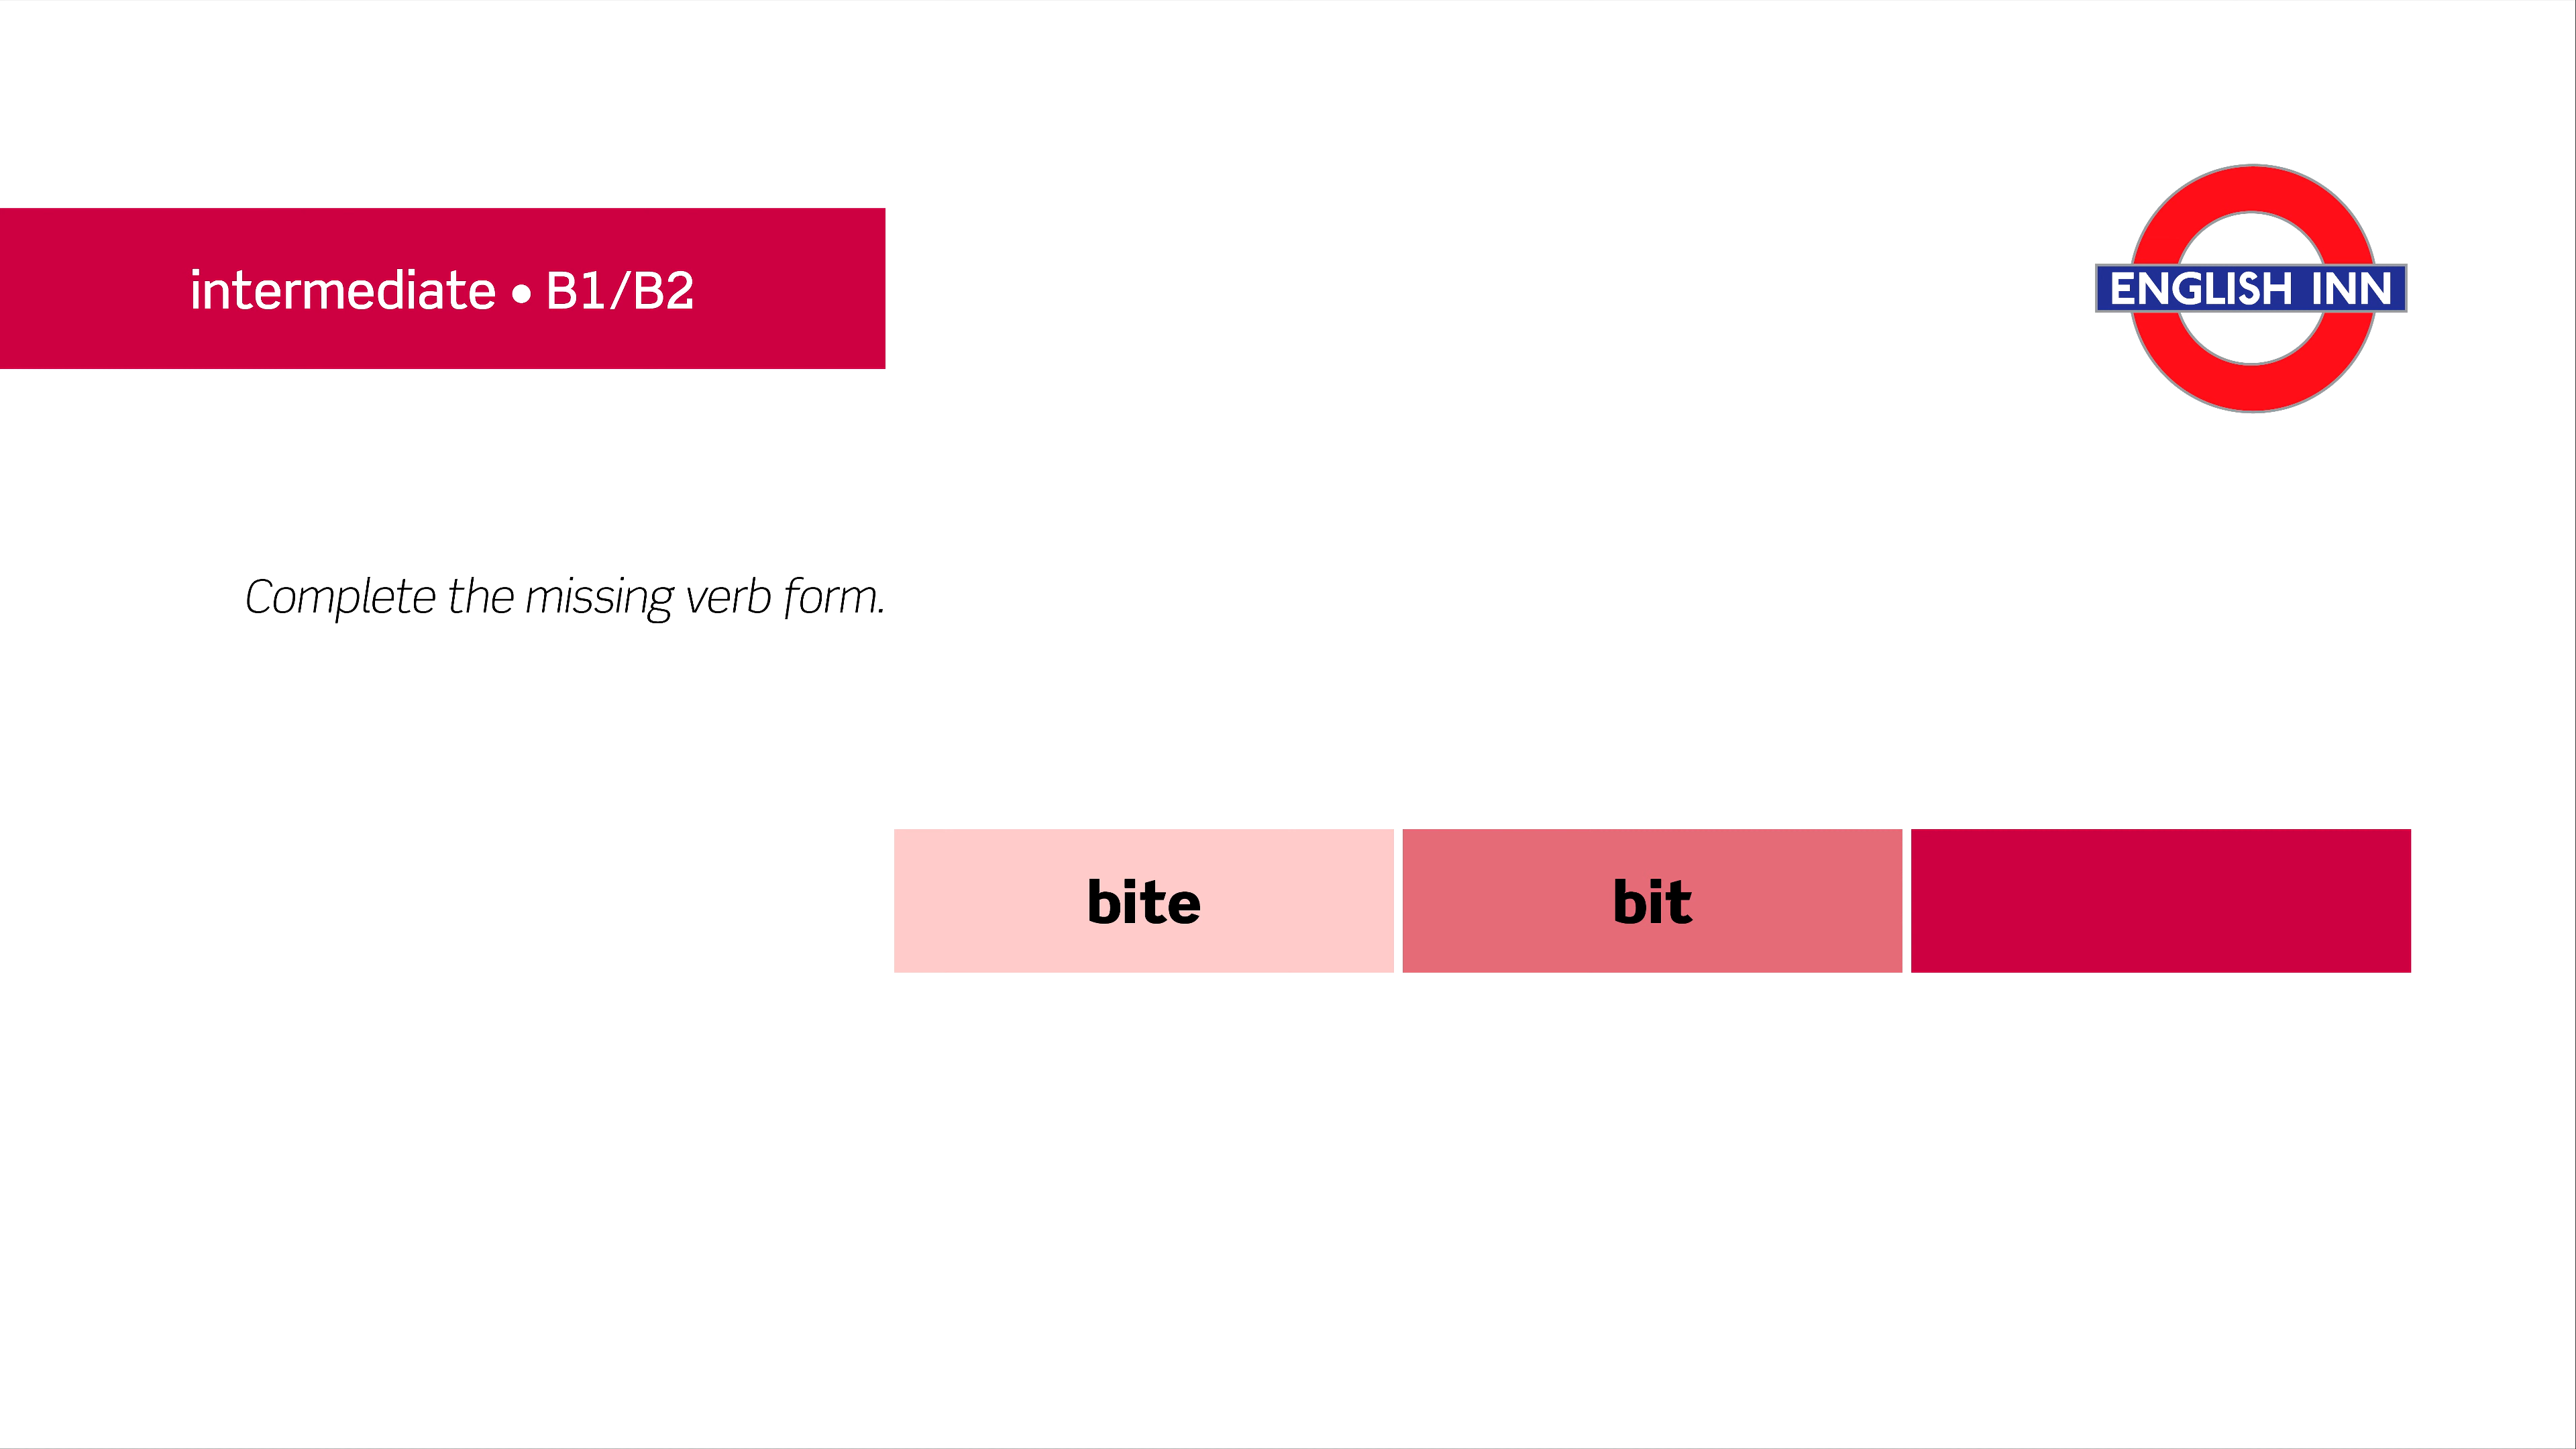 intermediate • B1/B2
ENGLISH INN
Complete the missing verb form.
bite bit